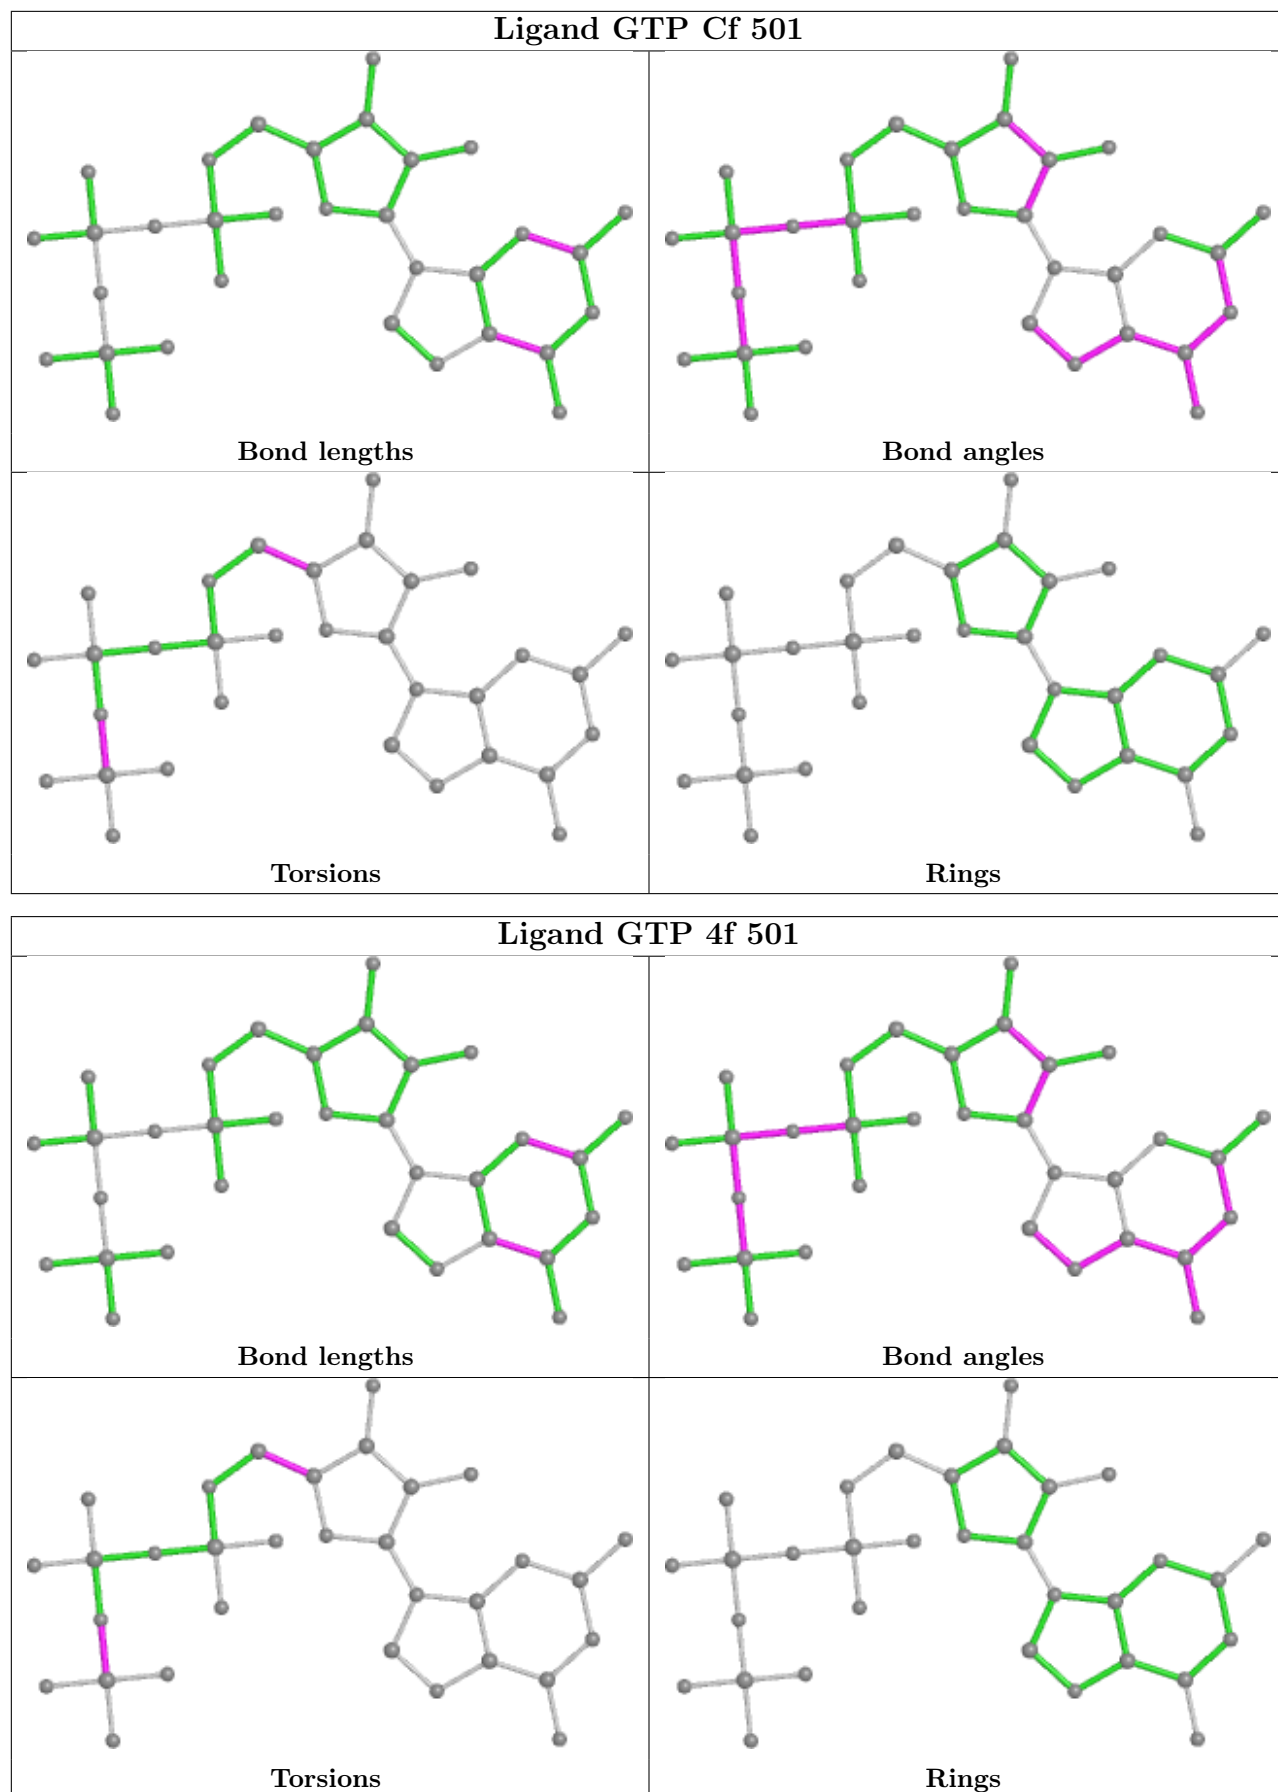 Ligand GTP Cf 501
Bond lengths
Bond angles
Torsions
Rings
Ligand GTP 4f 501
Bond lengths
Bond angles
Torsions
Rings